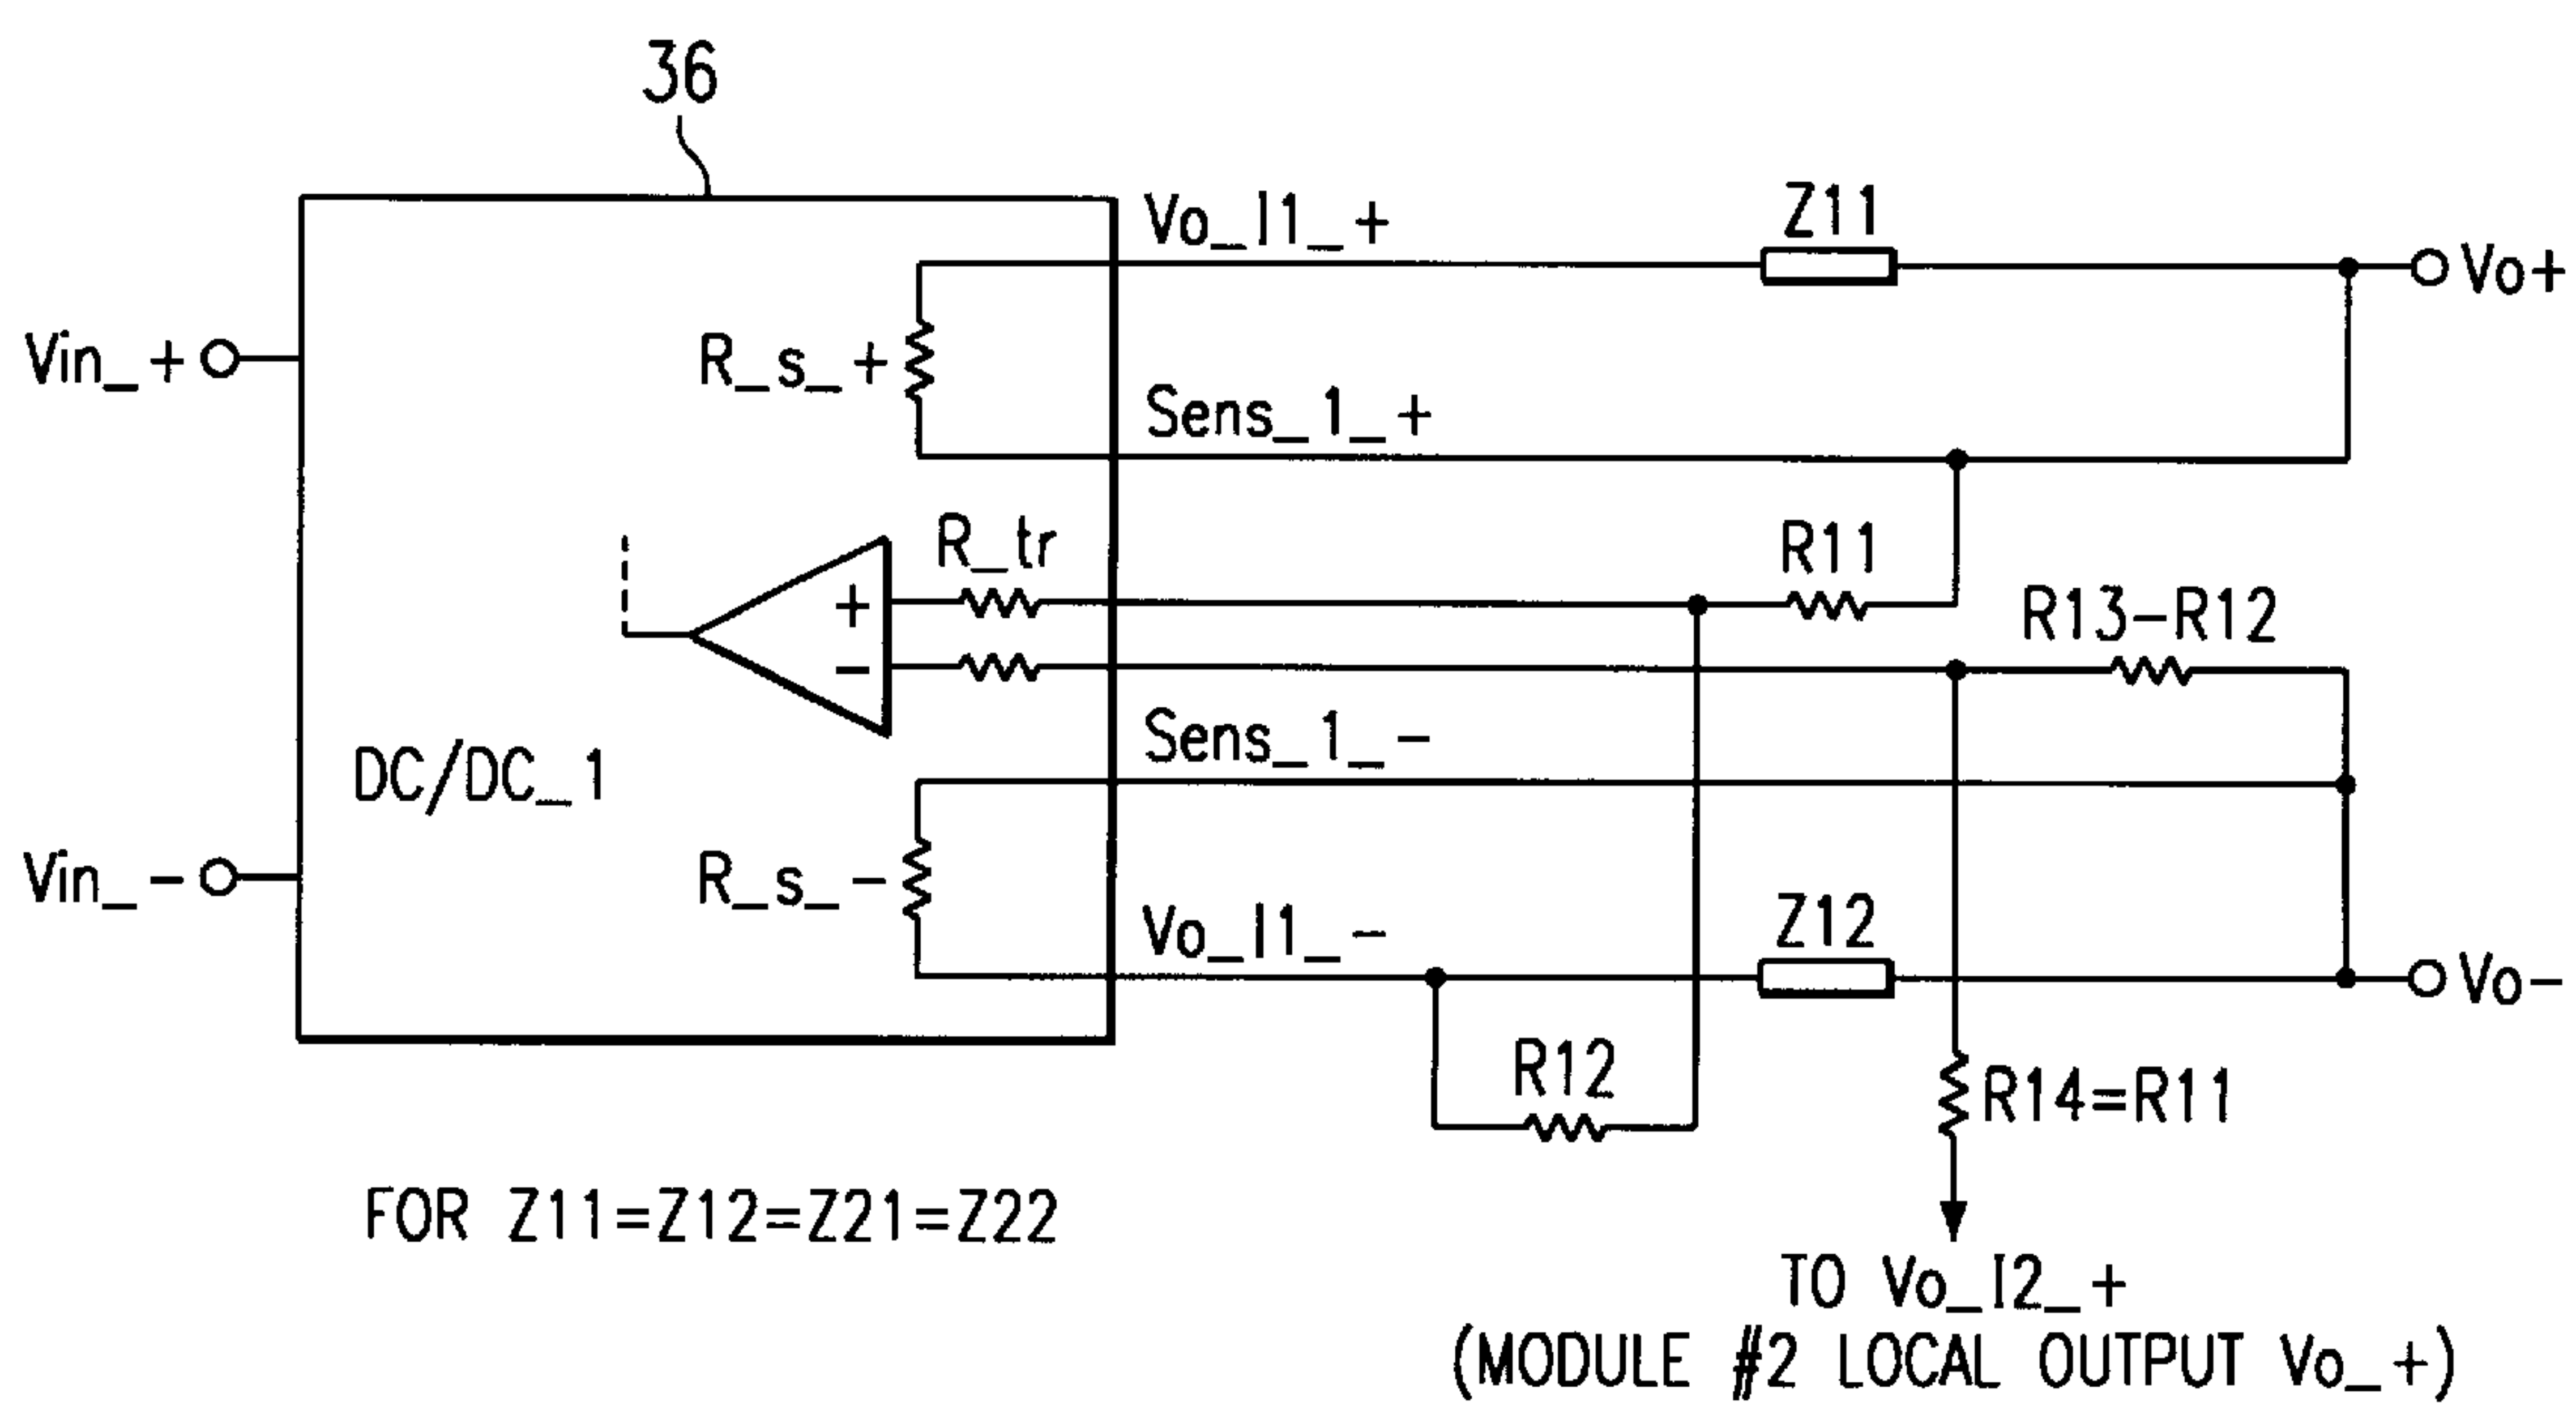 36
Vo_I1_+
Z11
Vo+
Vin_+
R_s_+
Sens_1_+
R_tr
R11
+
R13-R12
-
Sens_1_-
DC/DC_1
Vin_-
R_s_-
Vo_I1_-
Z12
Vo-
R12
R14=R11
FOR Z11=Z12=Z21=Z22
TO Vo_I2_+
(MODULE #2 LOCAL OUTPUT Vo_+)